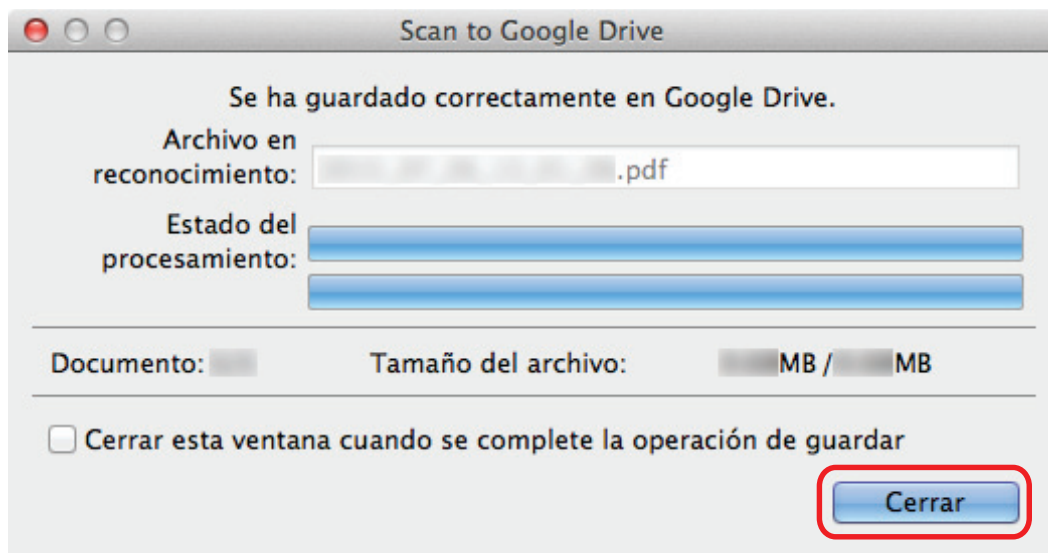 Scan to Google Drive
Se ha guardado correctamente en Google Drive.
Archivo en
reconocimiento: .pdf
Estado del
procesamiento:
Documento: Tamaño del archivo: MB / MB
Cerrar esta ventana cuando se complete la operación de guardar
Cerrar